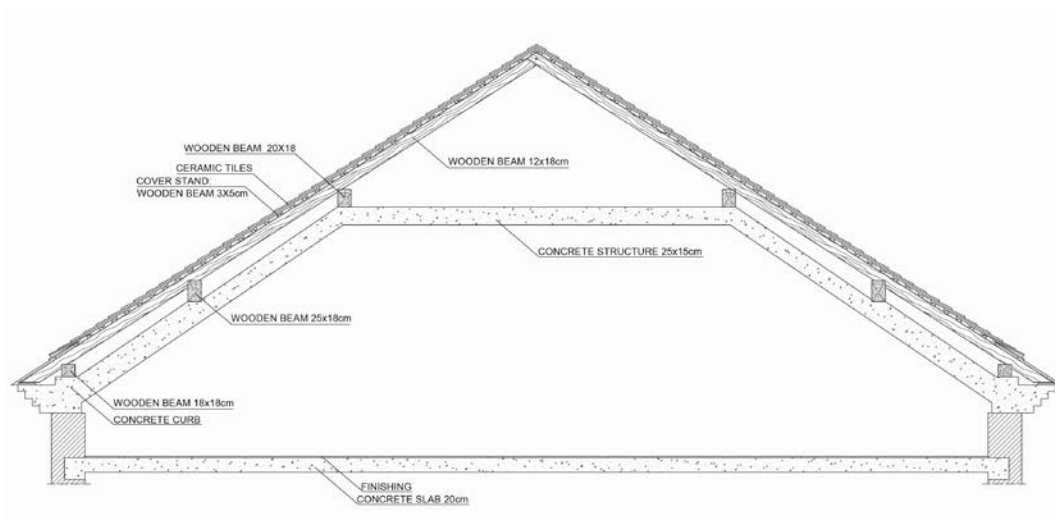 WOODEN BEAM 20X18
CERAMIC TILES
COVER STAND:
WOODEN BEAM 3X5cm
WOODEN BEAM 12x18cm
CONCRETE STRUCTURE 25x15cm
WOODEN BEAM 25x18cm
WOODEN BEAM 18x18cm
CONCRETE CURB
FINISHING
CONCRETE SLAB 20cm